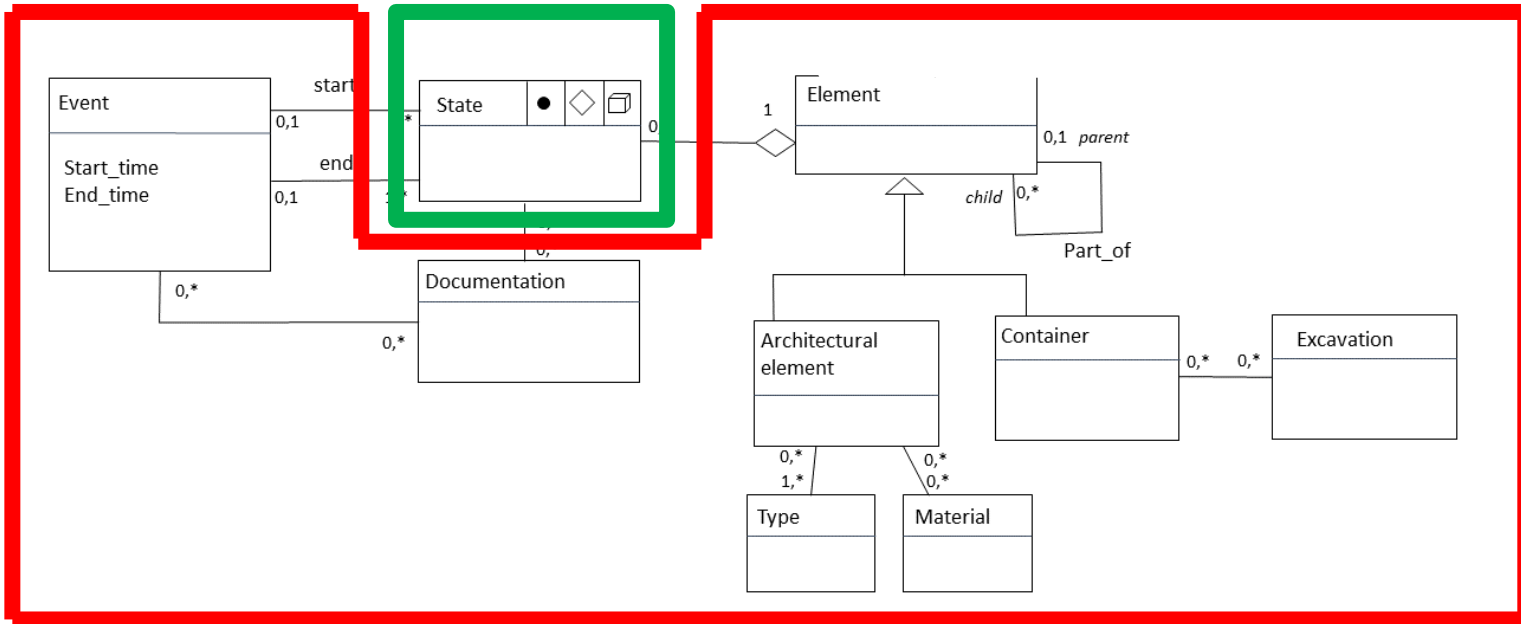 Event
Start_time
End_time
start
0,1
*
end
0,1
State
0,
1
Element
0,1 parent
child 0,*
Part_of
0,*
0,*
0,
Documentation
Architectural
element
Container
0,*
0,*
Excavation
0,*
1,*
0,*
0,*
Type
Material